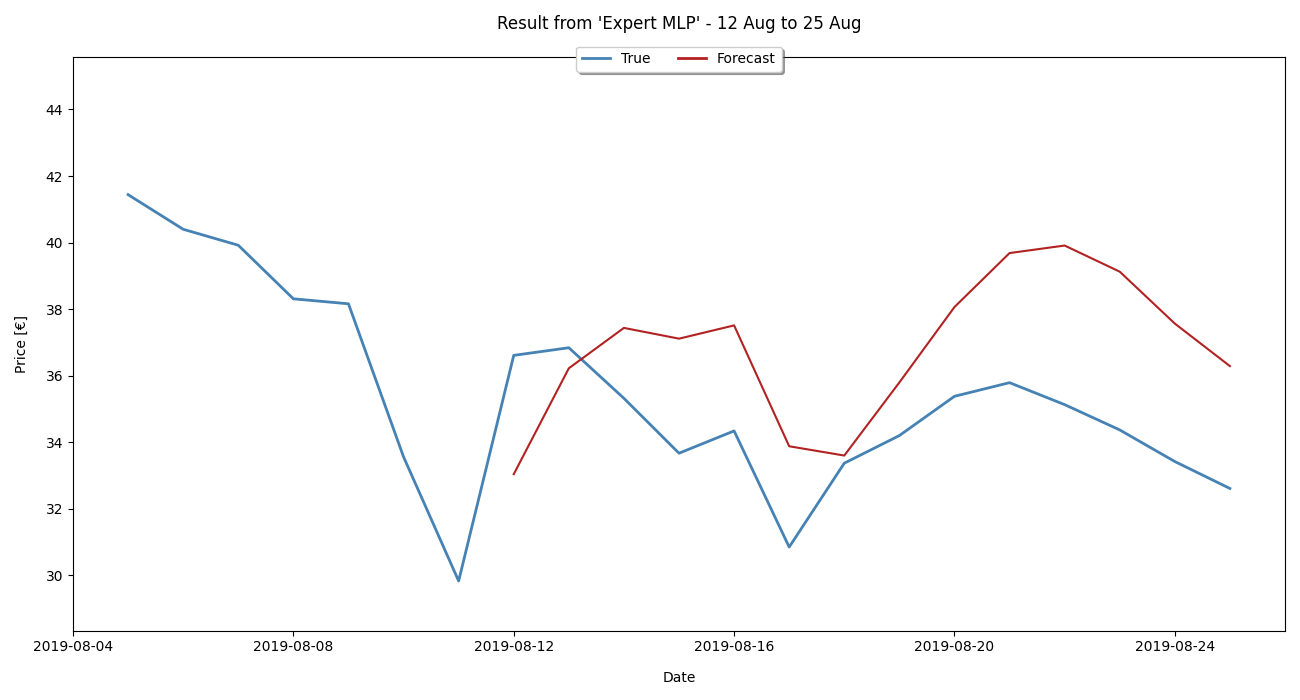 Result from 'Expert MLP' - 12 Aug to 25 Aug
True Forecast
44
42
40
38
36
34
32
30
Price [€]
2019-08-04 2019-08-08 2019-08-12 2019-08-16 2019-08-20 2019-08-24
Date